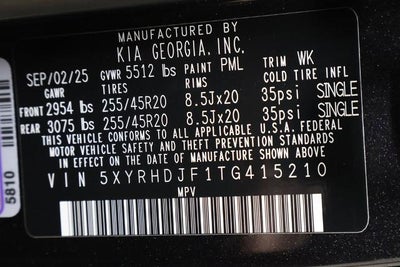 MANUFACTURED BY
KIA GEORGIA, INC.
SEP/02/25 GVWR 5512 lbs PAINT PML TRIM WK
GAWR TIRES RIMS COLD TIRE INFL
FRONT 2954 lbs 255/45R20 8.5Jx20 35psi SINGLE
REAR 3075 lbs 255/45R20 8.5Jx20 35psi SINGLE
THIS VEHICLE CONFORMS TO ALL APPLICABLE U.S.A. FEDERAL
MOTOR VEHICLE SAFETY AND THEFT PREVENTION STANDARDS
IN EFFECT ON THE DATE OF MANUFACTURE SHOWN ABOVE.
VIN 5XYRHDJF1TG415210
MPV
5810